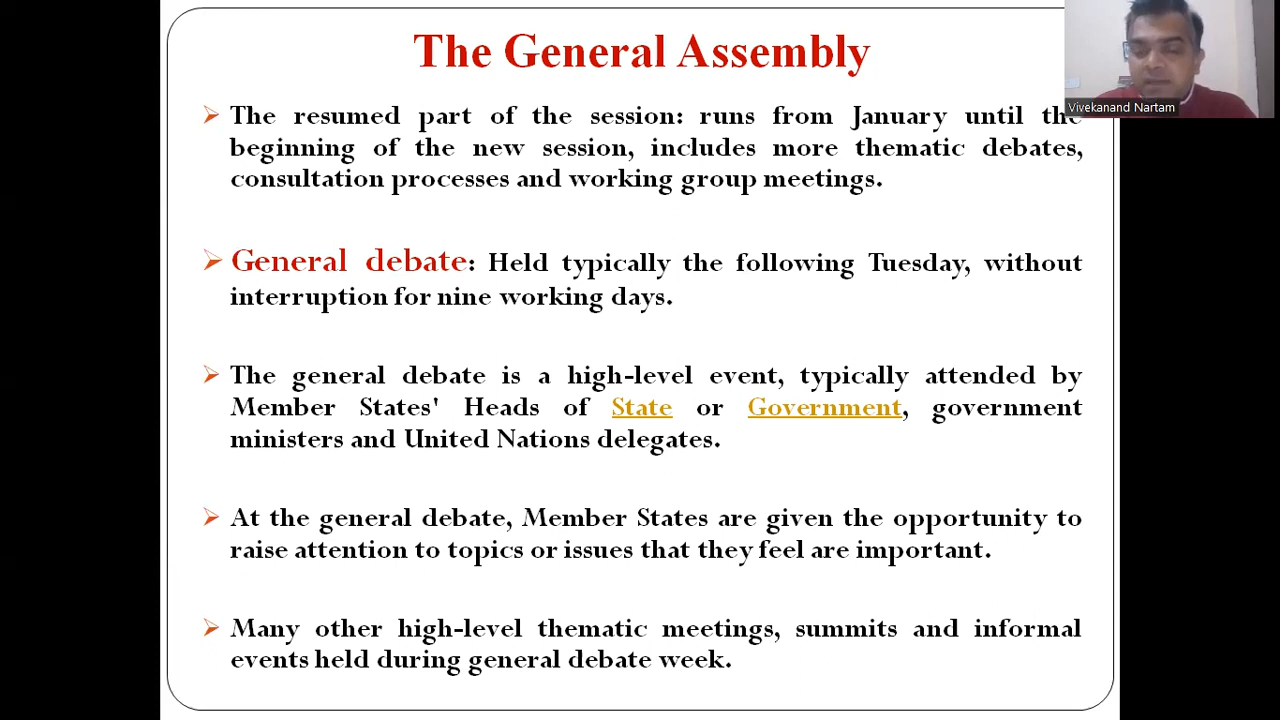 The General Assembly
Vivekanand Nartam
The resumed part of the session: runs from January until the
beginning of the new session, includes more thematic debates,
consultation processes and working group meetings.
General debate: Held typically the following Tuesday, without
interruption for nine working days.
The general debate is a high-level event, typically attended by
Member States' Heads of State or Government, government
ministers and United Nations delegates.
At the general debate, Member States are given the opportunity to
raise attention to topics or issues that they feel are important.
Many other high-level thematic meetings, summits and informal
events held during general debate week.